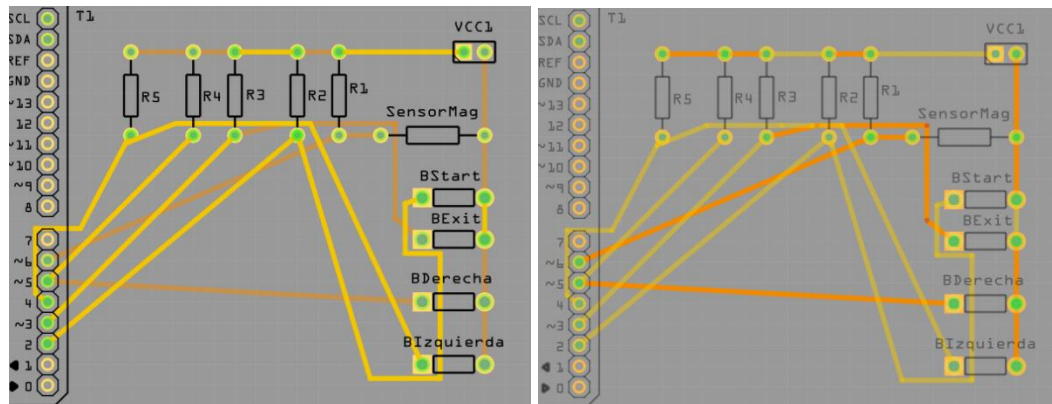 SCL
T1
VCC1
SDA
REF
GND
~13
12
~11
~10
~9
8
R5
R4
R3
R2
R1
SensorMag
BStart
BExit
BDerecha
BIzquierda
7
~6
~5
4
~3
2
1
0
SCL
T1
VCC1
SDA
REF
GND
~13
12
~11
~10
~9
8
R5
R4
R3
R2
R1
SensorMag
BStart
BExit
BDerecha
BIzquierda
7
~6
~5
4
~3
2
1
0